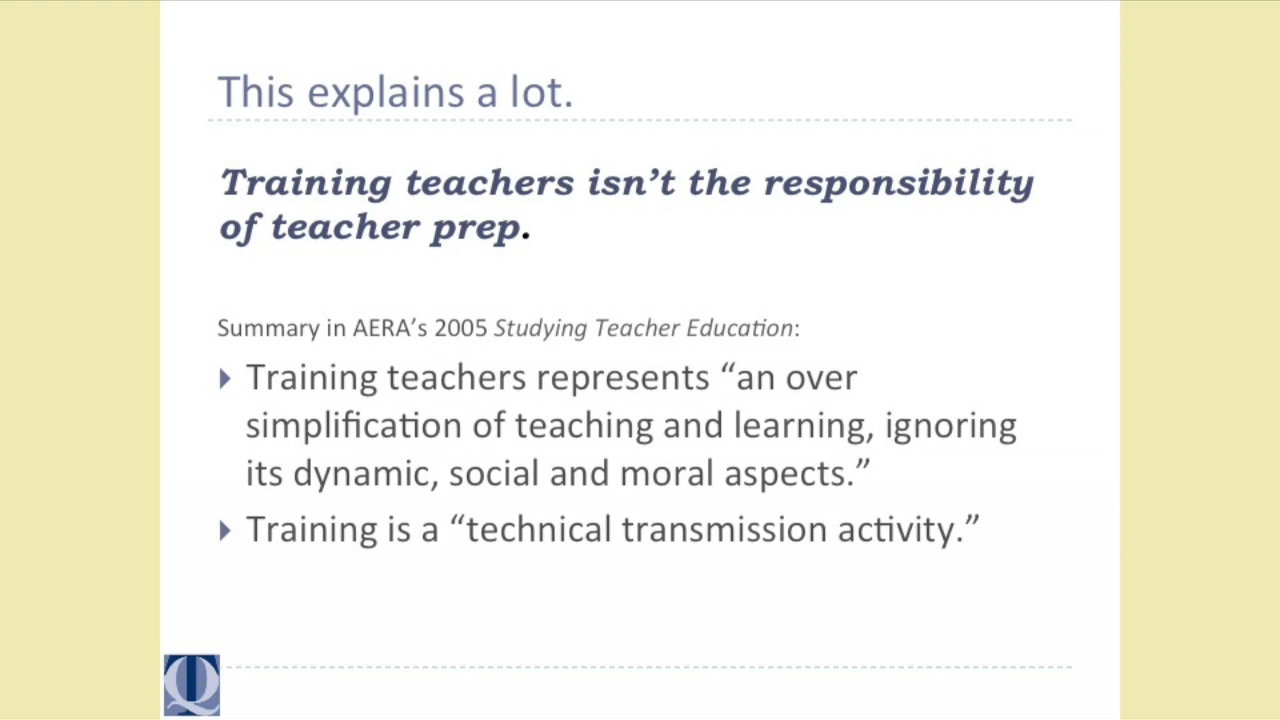 This explains a lot.
Training teachers isn’t the responsibility
of teacher prep.
Summary in AERA’s 2005 Studying Teacher Education:
Training teachers represents “an over
simplification of teaching and learning, ignoring
its dynamic, social and moral aspects.”
Training is a “technical transmission activity.”
Q